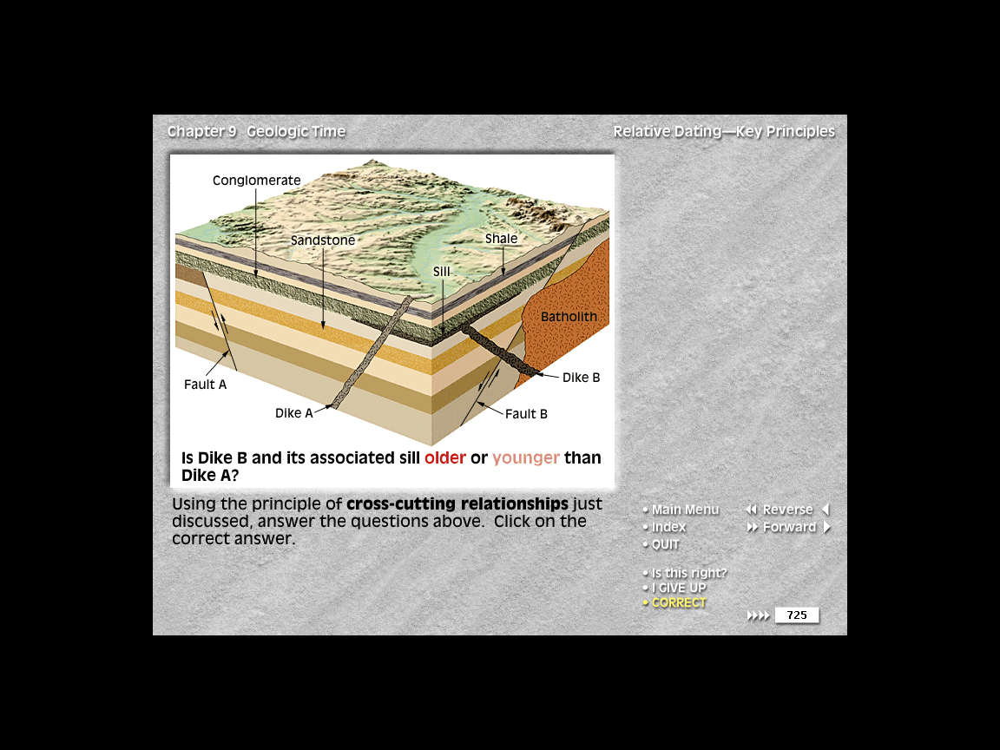 Chapter 9 Geologic Time
Relative Dating—Key Principles
Conglomerate
Sandstone
Shale
Sill
Batholith
Dike B
Fault A
Dike A
Fault B
Is Dike B and its associated sill older or younger than
Dike A?
Using the principle of cross-cutting relationships just
discussed, answer the questions above. Click on the
correct answer.
• Main Menu
Reverse
• Index
Forward
• QUIT
• Is this right?
• I GIVE UP
• CORRECT
725